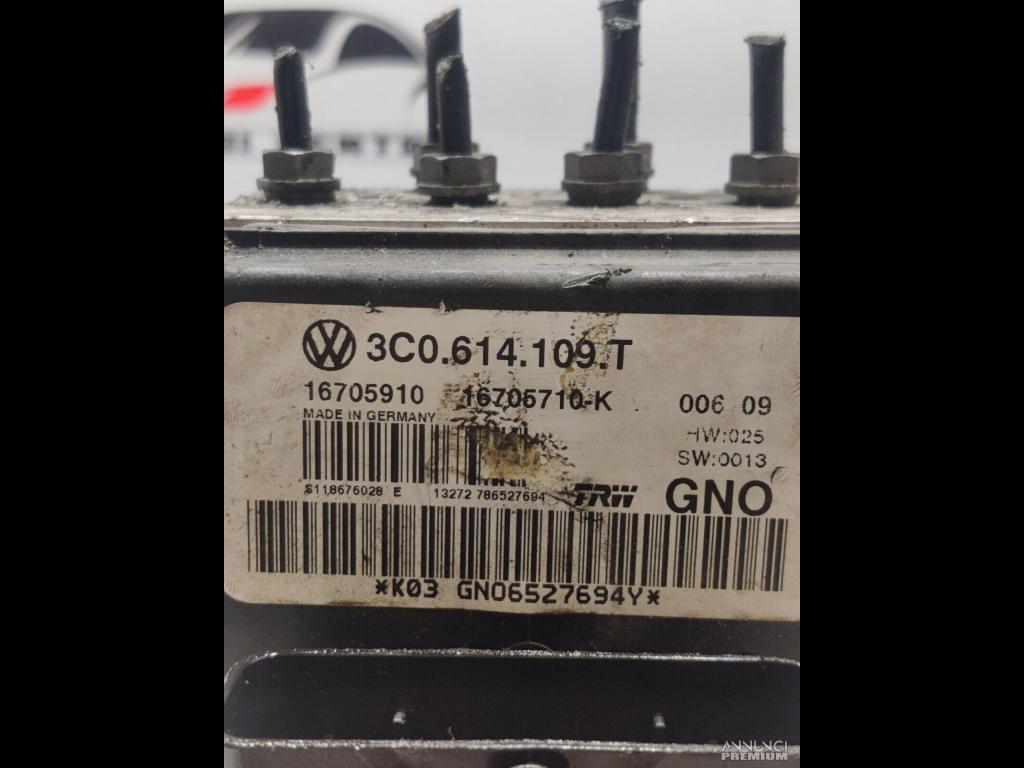 3C0.614.109.T
16705910 16705710-K 006 09
MADE IN GERMANY
HW:025
SW:0013
S118676028 E 13272 786527694
TRW GNO
*K03 GNO6527694Y*
ANNUNCI
PREMIUM